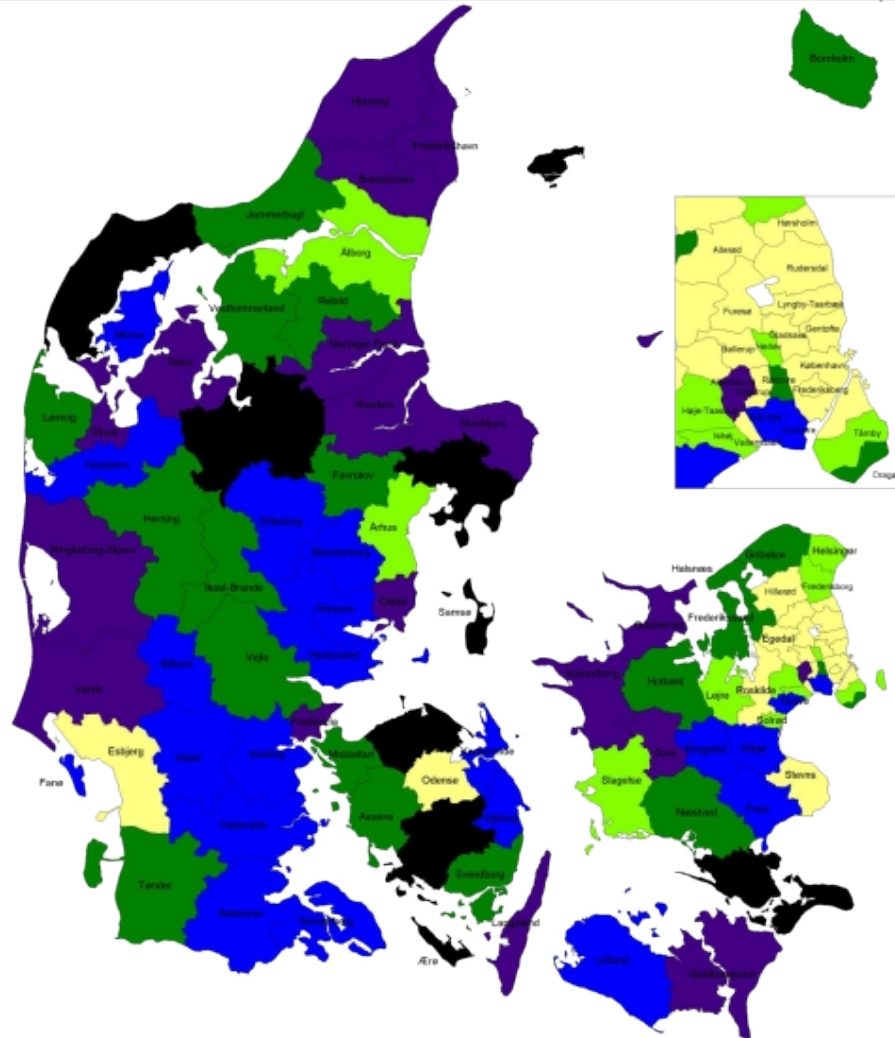 Bornholm
Hjørring
Frederikshavn
Brønderslev
Jammerbugt
Ålborg
Vesthimmerland
Rebild
Morsø
Skive
Randers
Norddjurs
Lemvig
Struer
Holstebro
Favrskov
Århus
Herning
Silkeborg
Skanderborg
Ringkøbing-Skjern
Ikast-Brande
Horsens
Odder
Samsø
Hedensted
Billund
Vejle
Varde
Fredericia
Esbjerg
Vejen
Kolding
Middelfart
Kerteminde
Odense
Fanø
Haderslev
Assens
Nyborg
Tønder
Svendborg
Aabenraa
Sønderborg
Langeland
Ærø
Hørsholm
Allerød
Rudersdal
Lyngby-Taarbæk
Furesø
Gladsaxe
Gentofte
Herlev
Ballerup
København
Rødovre
Frederiksberg
Høje-Taastrup
Ishøj
Tårnby
Gribskov
Helsingør
Halsnæs
Hillerød
Fredensborg
Frederikssund
Egedal
Kalundborg
Holbæk
Lejre
Roskilde
Solrød
Sorø
Ringsted
Køge
Slagelse
Stevns
Næstved
Faxe
Lolland
Guldborgsund